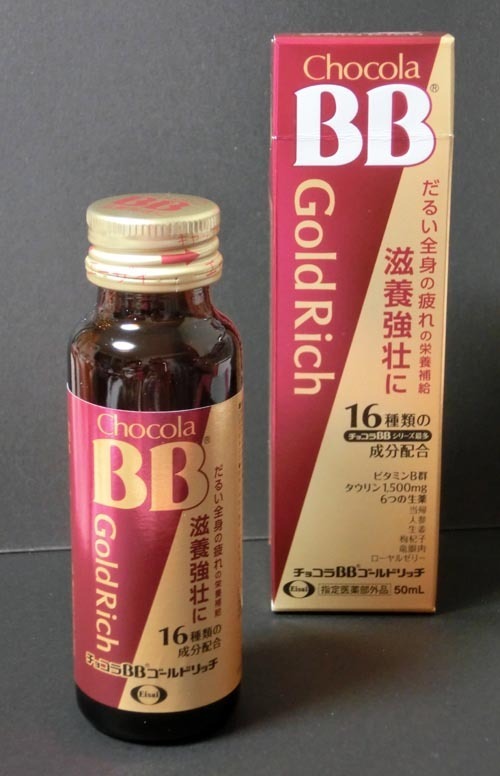 Chocola
BB®
GoldRich
だるい全身の疲れの栄養補給
滋養強壮に
16種類の
チョコラBBシリーズ最多
成分配合
ビタミンB群
タウリン1,500mg
6つの生薬
当帰
人参
生姜
枸杞子
竜眼肉
ローヤルゼリー
チョコラBB®ゴールドリッチ
Eisai 指定医薬部外品 50mL
BB
Chocola
BB®
GoldRich
だるい全身の疲れの栄養補給
滋養強壮に
16種類の
成分配合
チョコラBB®ゴールドリッチ
Eisai